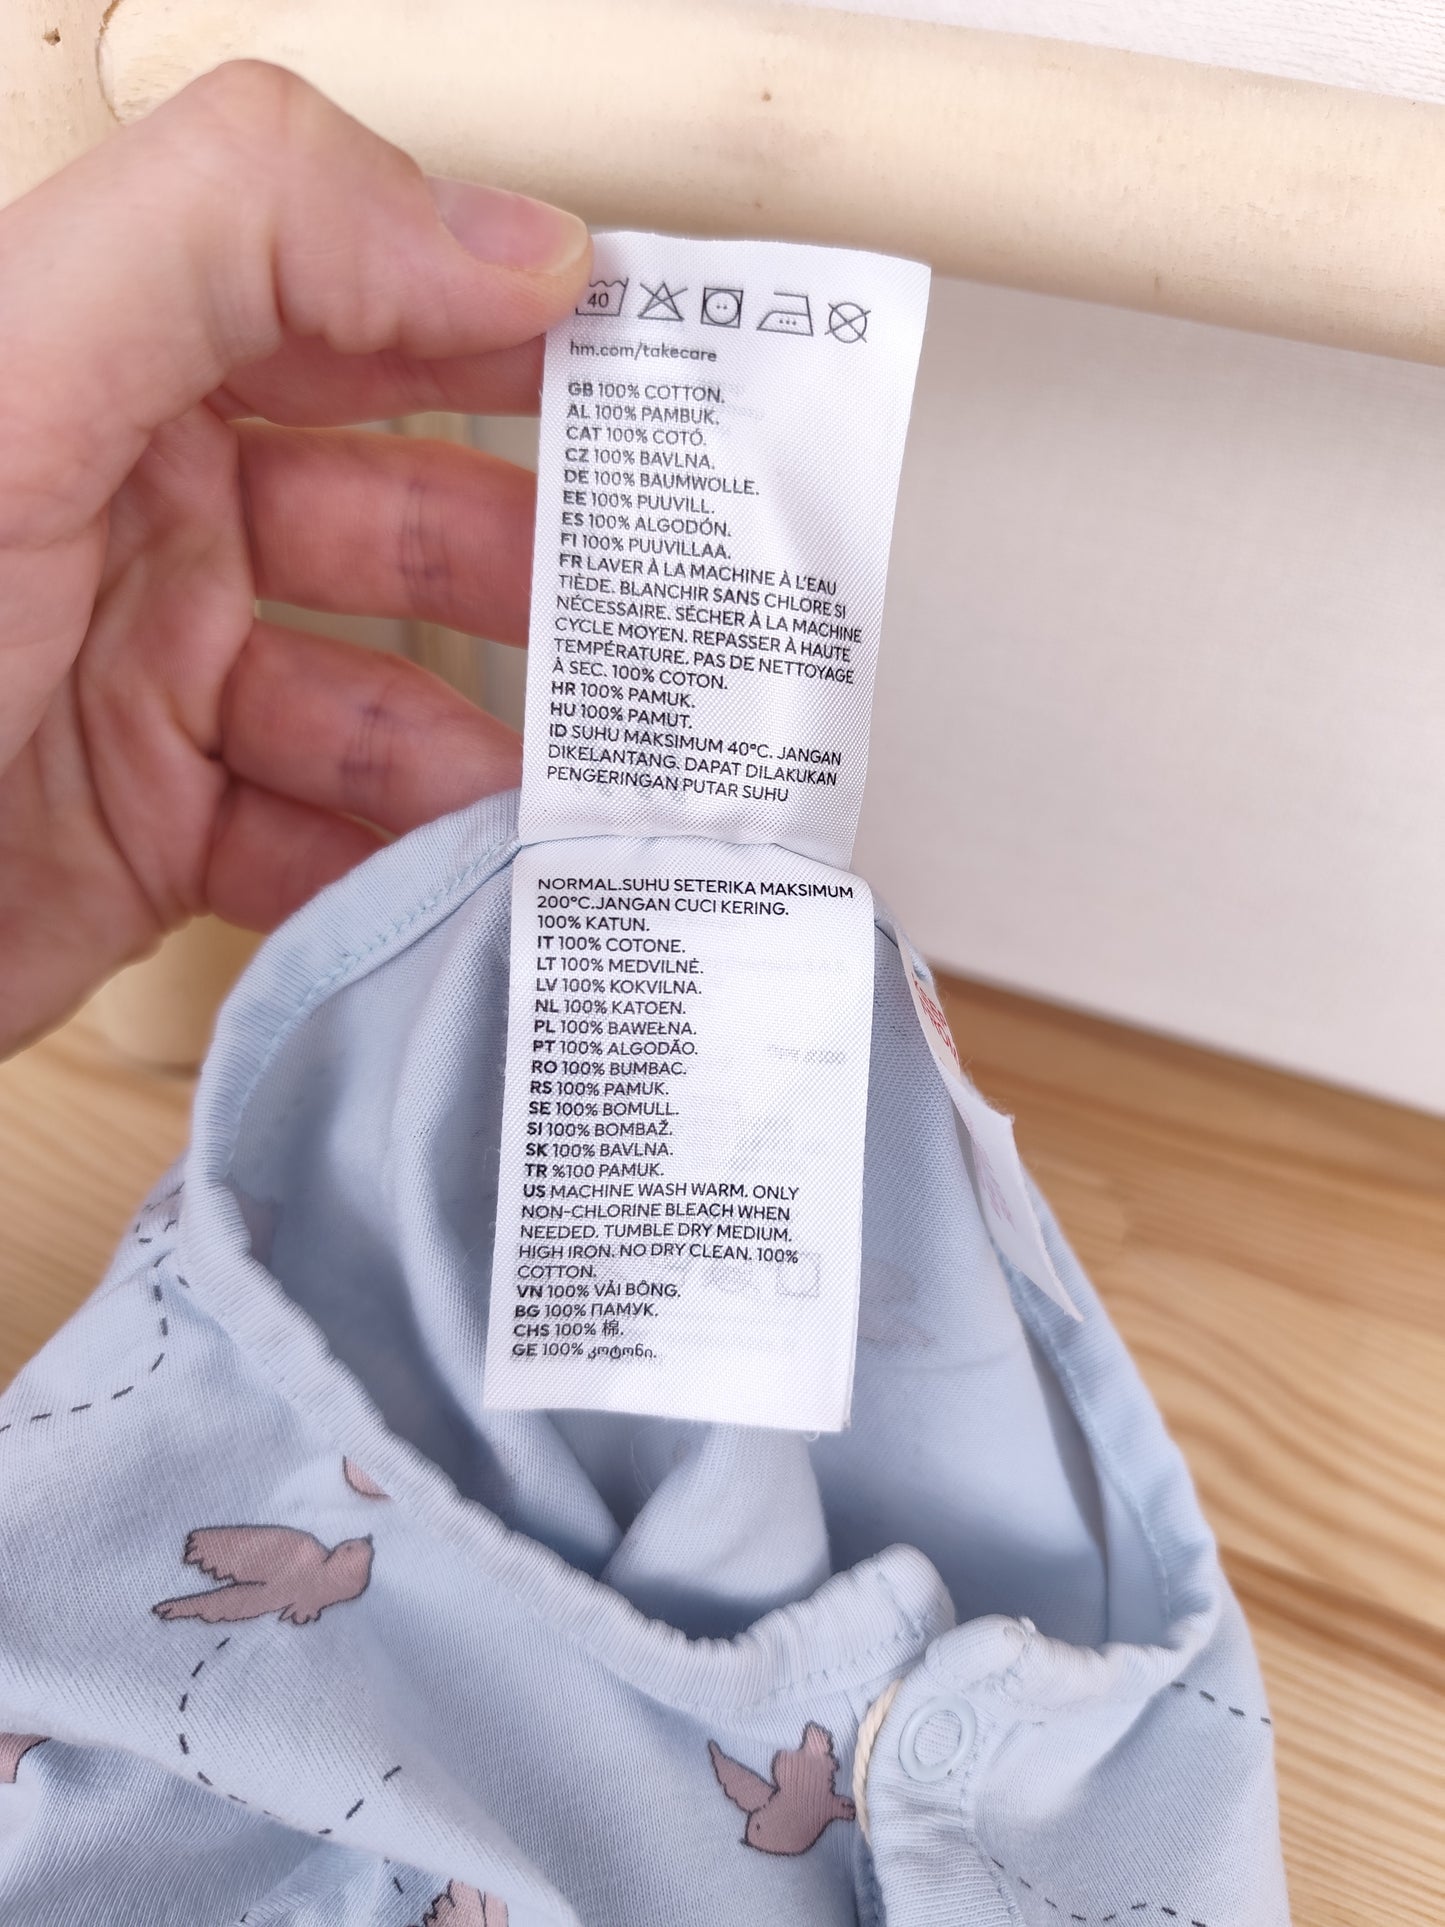 40
hm.com/takecare
GB 100% COTTON.
AL 100% PAMBUK.
CAT 100% COTÓ.
CZ 100% BAVLNA.
DE 100% BAUMWOLLE.
EE 100% PUUVILL.
ES 100% ALGODÓN.
FI 100% PUUVILLAA.
FR LAVER À LA MACHINE À L'EAU
TIÈDE. BLANCHIR SANS CHLORE SI
NÉCESSAIRE. SÉCHER À LA MACHINE
CYCLE MOYEN. REPASSER À HAUTE
TEMPÉRATURE. PAS DE NETTOYAGE
À SEC. 100% COTON.
HR 100% PAMUK.
HU 100% PAMUT.
ID SUHU MAKSIMUM 40°C. JANGAN
DIKELANTANG. DAPAT DILAKUKAN
PENGERINGAN PUTAR SUHU
NORMAL.SUHU SETERIKA MAKSIMUM
200°C.JANGAN CUCI KERING.
100% KATUN.
IT 100% COTONE.
LT 100% MEDVILNĖ.
LV 100% KOKVILNA.
NL 100% KATOEN.
PL 100% BAWEŁNA.
PT 100% ALGODÃO.
RO 100% BUMBAC.
RS 100% PAMUK.
SE 100% BOMULL.
SI 100% BOMBAŽ.
SK 100% BAVLNA.
TR %100 PAMUK.
US MACHINE WASH WARM. ONLY
NON-CHLORINE BLEACH WHEN
NEEDED. TUMBLE DRY MEDIUM.
HIGH IRON. NO DRY CLEAN. 100%
COTTON.
VN 100% VẢI BÔNG.
BG 100% ПАМУК.
CHS 100% 棉.
GE 100% კოტონი.